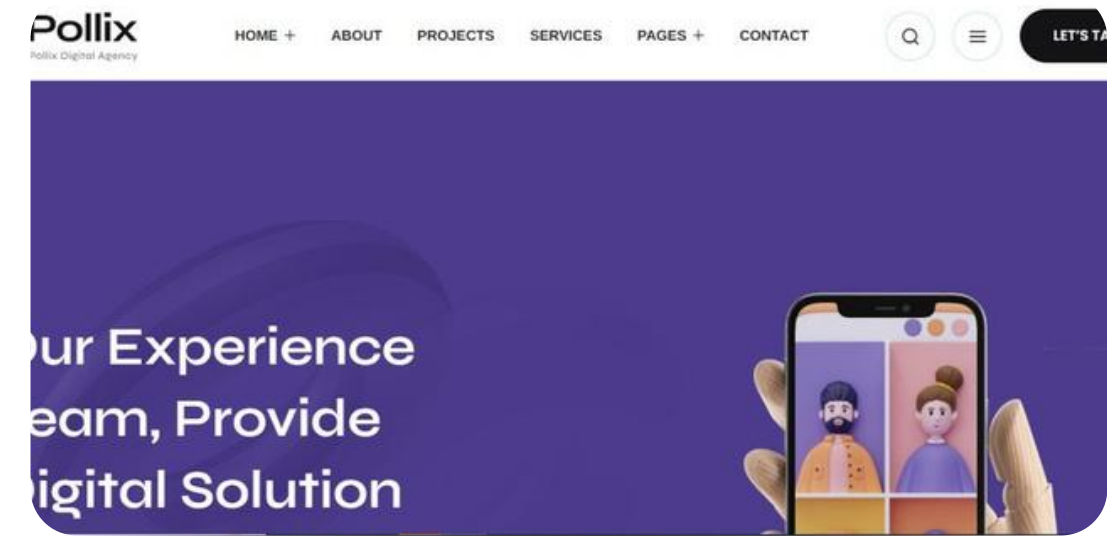 Pollix
Pollix Digital Agency
HOME +
ABOUT
PROJECTS
SERVICES
PAGES +
CONTACT
LET'S TA
ur Experience
eam, Provide
igital Solution